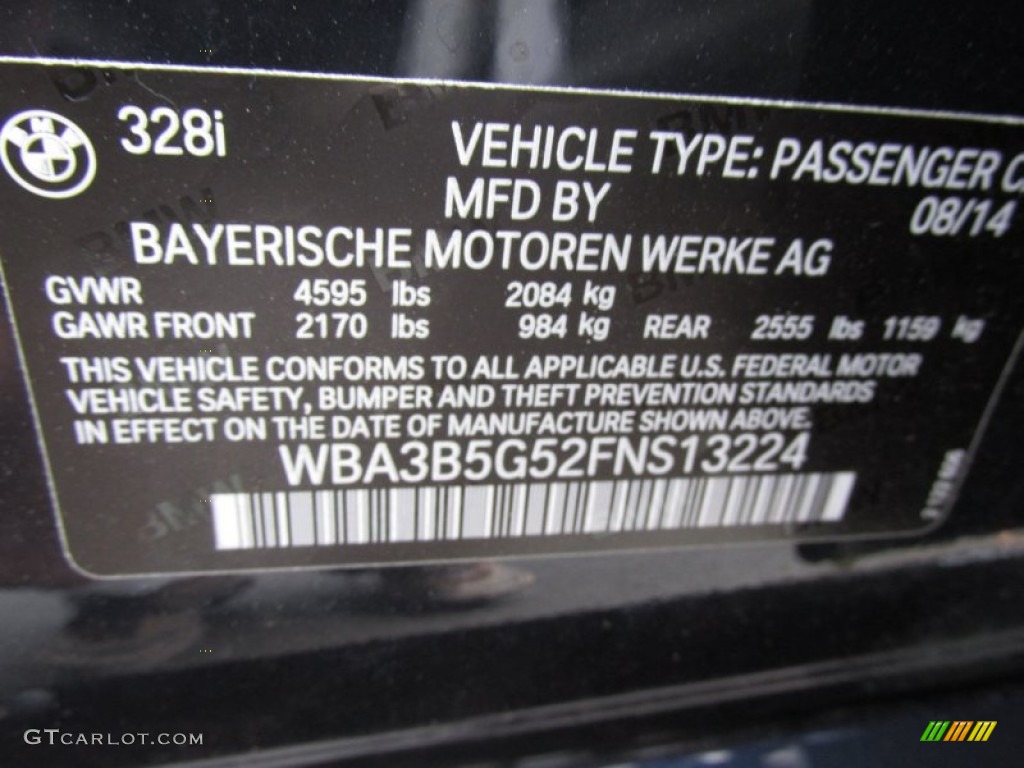 328i
VEHICLE TYPE: PASSENGER C
MFD BY
08/14
BAYERISCHE MOTOREN WERKE AG
GVWR 4595 lbs 2084 kg
GAWR FRONT 2170 lbs 984 kg REAR 2555 lbs 1159 kg
THIS VEHICLE CONFORMS TO ALL APPLICABLE U.S. FEDERAL MOTOR
VEHICLE SAFETY, BUMPER AND THEFT PREVENTION STANDARDS
IN EFFECT ON THE DATE OF MANUFACTURE SHOWN ABOVE.
WBA3B5G52FNS13224
GTCARLOT.COM